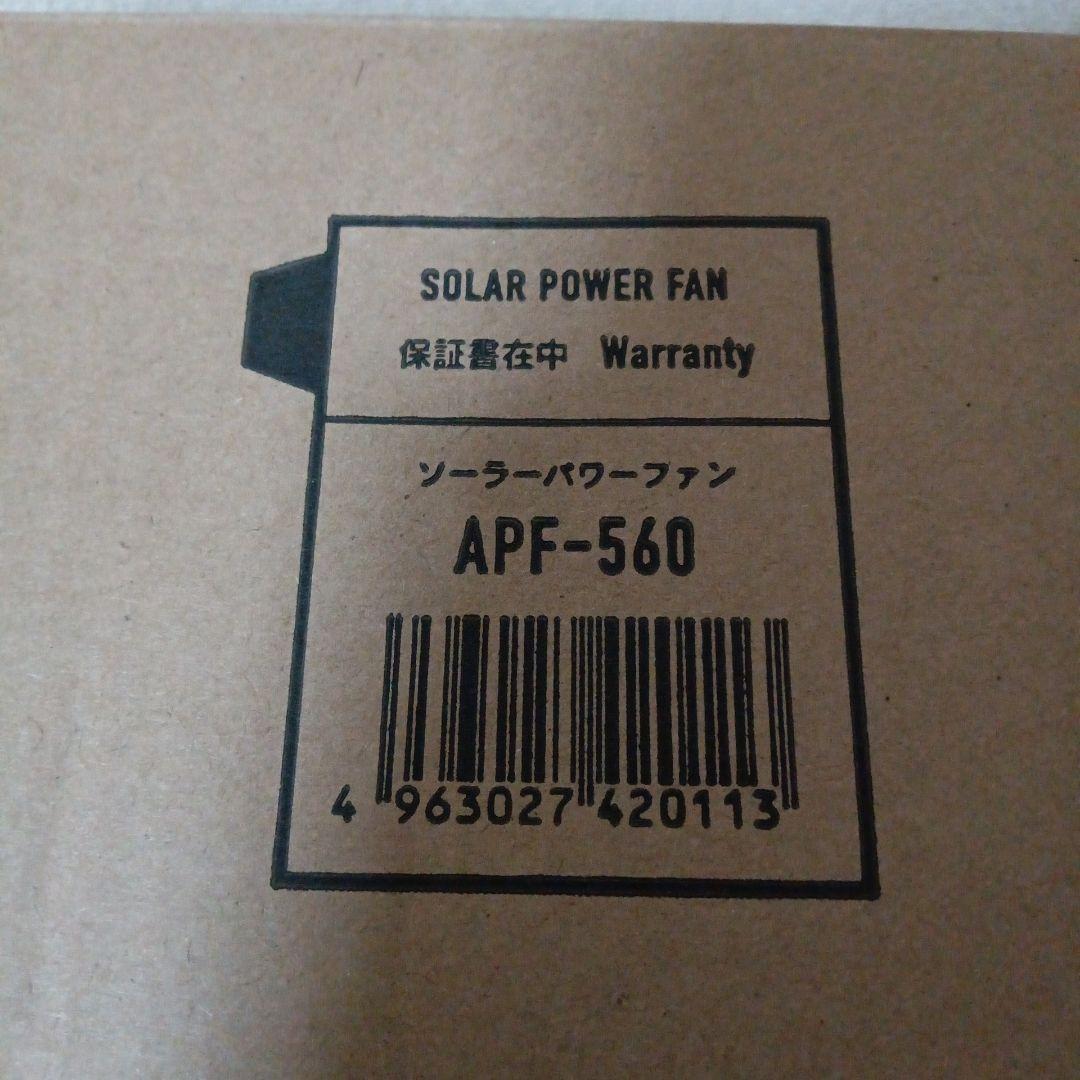 SOLAR POWER FAN
保証書在中 Warranty
ソーラーパワーファン
APF-560
4 963027 420113